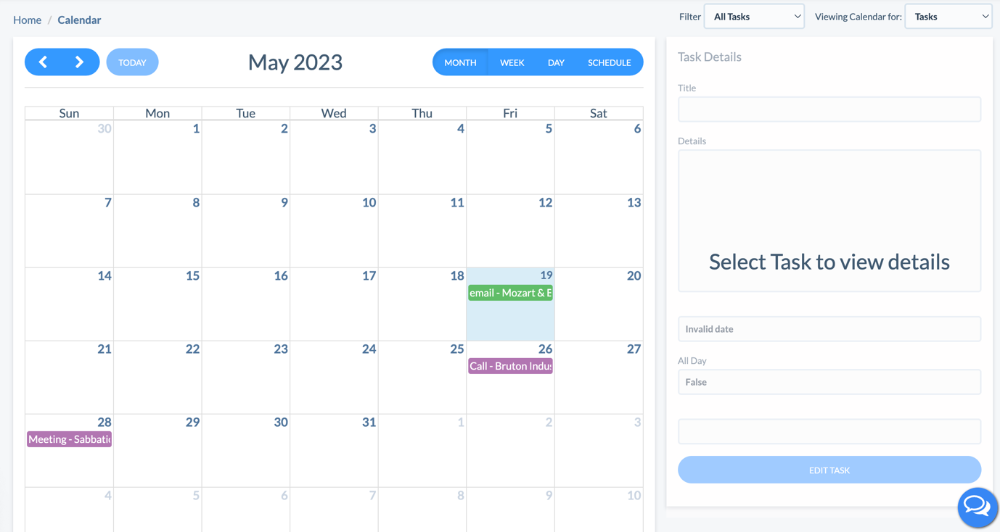 Home / Calendar
Filter All Tasks Viewing Calendar for: Tasks
TODAY May 2023 MONTH WEEK DAY SCHEDULE
Sun Mon Tue Wed Thu Fri Sat
30 1 2 3 4 5 6
7 8 9 10 11 12 13
14 15 16 17 18 19 20
email - Mozart & E
21 22 23 24 25 26 27
Call - Bruton Indus
28 29 30 31 1 2 3
Meeting - Sabbatic
4 5 6 7 8 9 10
Task Details
Title
Details
Select Task to view details
Invalid date
All Day
False
EDIT TASK